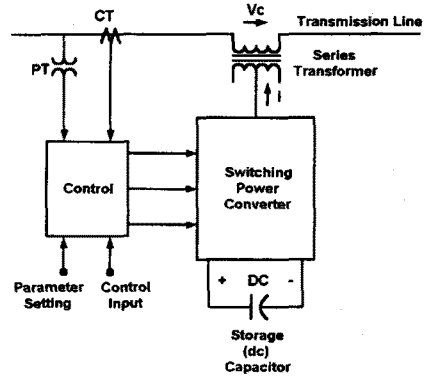 CT
Vc
Transmission Line
PT
Series
Transformer
I
Control
Switching
Power
Converter
Parameter
Setting
Control
Input
+ DC -
Storage
(dc)
Capacitor